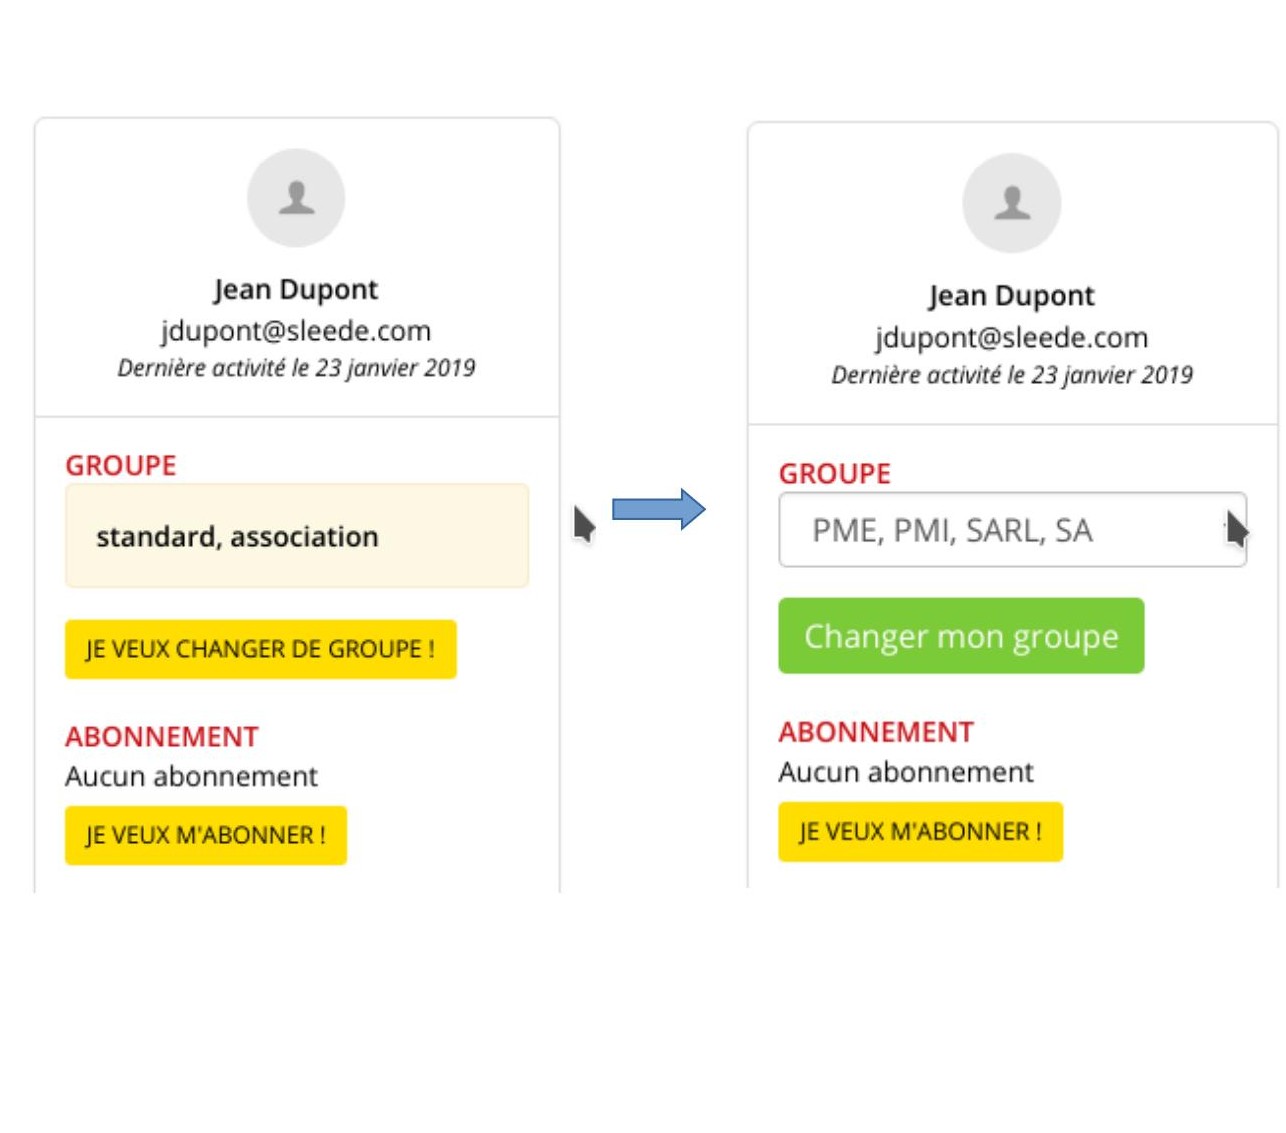 Jean Dupont
jdupont@sleede.com
Dernière activité le 23 janvier 2019
GROUPE
standard, association
JE VEUX CHANGER DE GROUPE !
ABONNEMENT
Aucun abonnement
JE VEUX M'ABONNER !
Jean Dupont
jdupont@sleede.com
Dernière activité le 23 janvier 2019
GROUPE
PME, PMI, SARL, SA
Changer mon groupe
ABONNEMENT
Aucun abonnement
JE VEUX M'ABONNER !